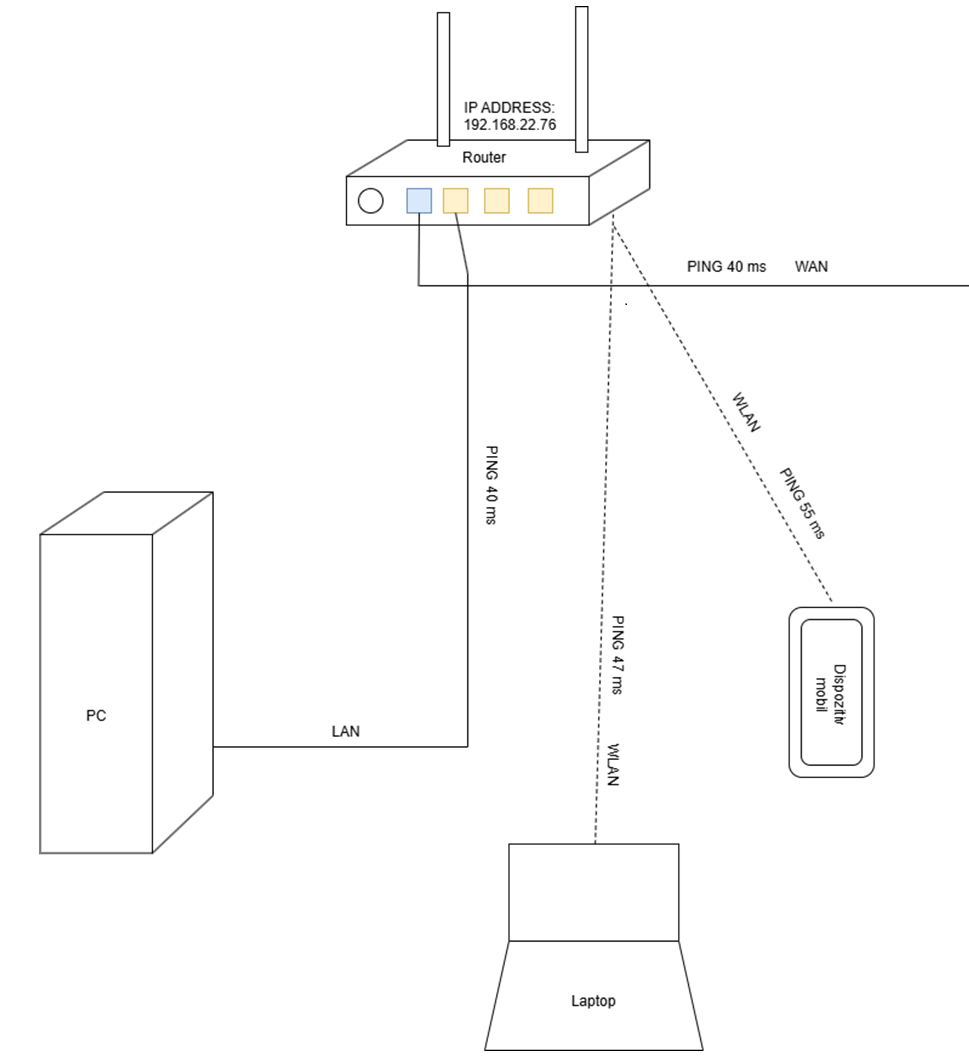 IP ADDRESS:
192.168.22.76
Router
PING 40 ms WAN
WLAN
PING 55 ms
PING 40 ms
PING 47 ms
WLAN
Dispozitiv
mobil
PC
LAN
Laptop